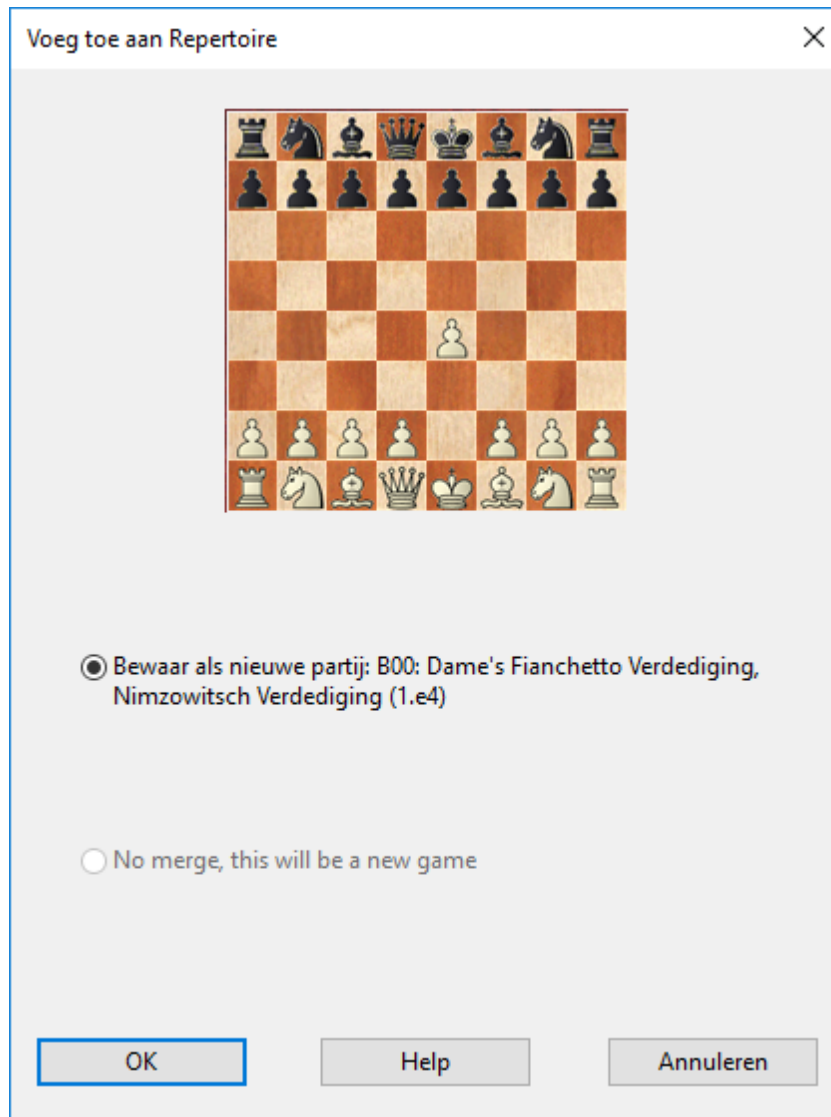 Voeg toe aan Repertoire
Bewaar als nieuwe partij: B00: Dame's Fianchetto Verdediging,
Nimzowitsch Verdediging (1.e4)
No merge, this will be a new game
OK
Help
Annuleren